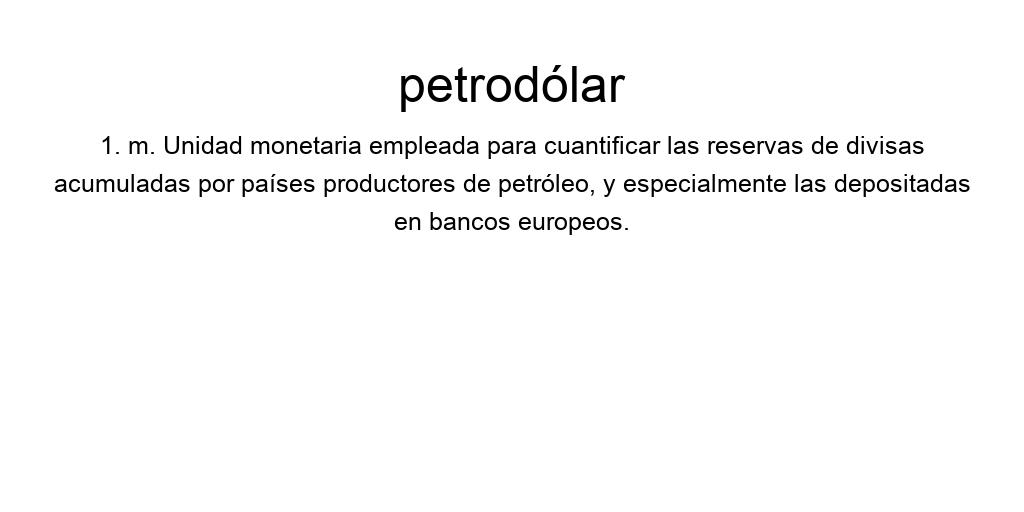 petrodólar
1. m. Unidad monetaria empleada para cuantificar las reservas de divisas
acumuladas por países productores de petróleo, y especialmente las depositadas
en bancos europeos.